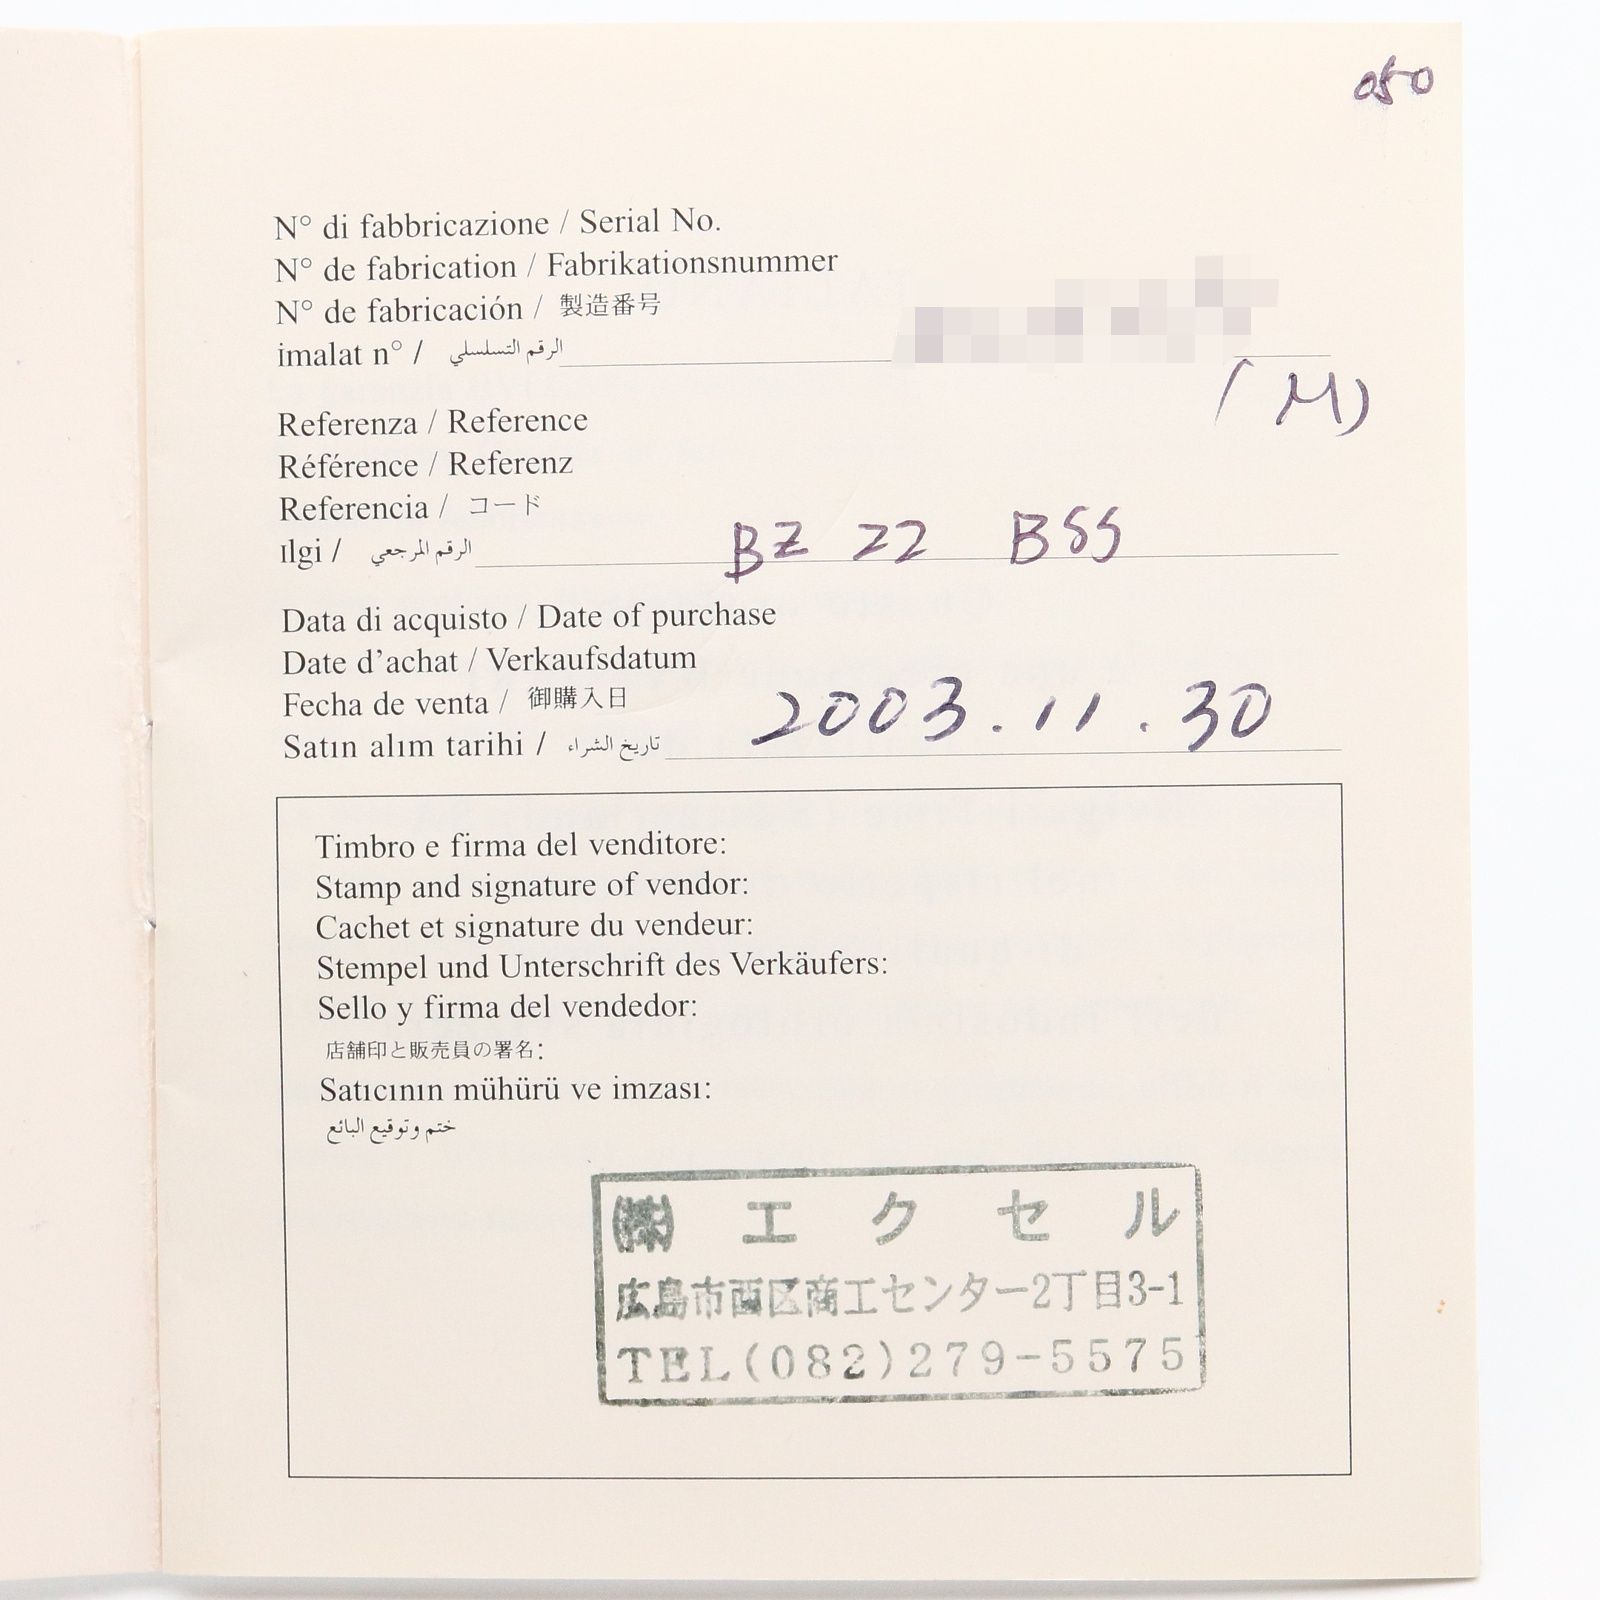 050
N° di fabbricazione / Serial No.
N° de fabrication / Fabrikationsnummer
N° de fabricación / 製造番号
imalat n° / الرقم التسلسلي
(M)
Referenza / Reference
Référence / Referenz
Referencia / コード
ılgi / الرقم المرجعي BZ 22 BSS
Data di acquisto / Date of purchase
Date d'achat / Verkaufsdatum
Fecha de venta / 御購入日
Satın alım tarihi / تاريخ الشراء 2003.11.30
Timbro e firma del venditore:
Stamp and signature of vendor:
Cachet et signature du vendeur:
Stempel und Unterschrift des Verkäufers:
Sello y firma del vendedor:
店舗印と販売員の署名:
Satıcının mühürü ve imzası:
ختم وتوقيع البائع
㈱ エクセル
広島市西区商工センター2丁目3-1
TEL(082)279-5575